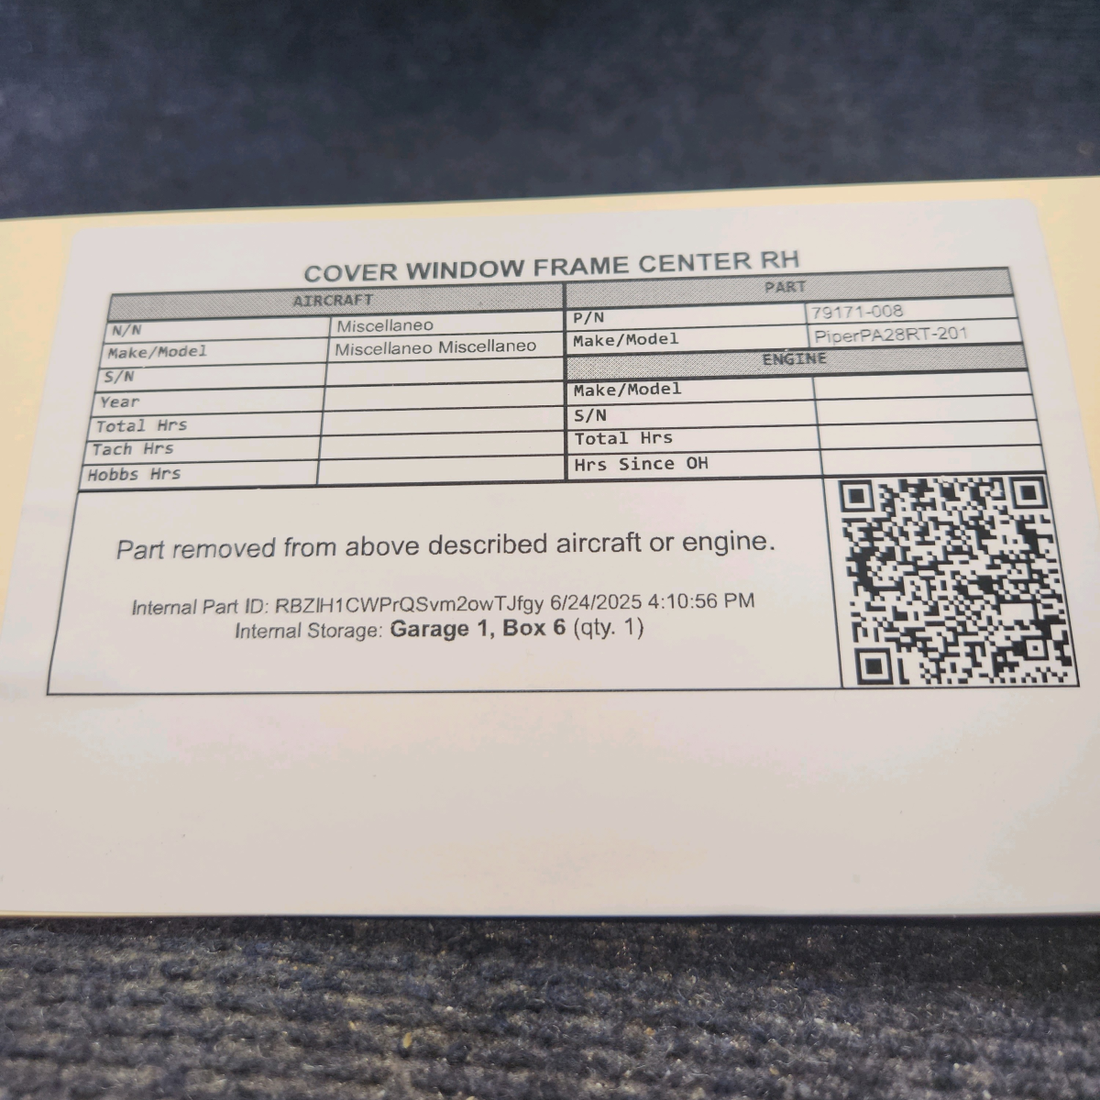 COVER WINDOW FRAME CENTER RH
AIRCRAFT
N/N Miscellaneo
Make/Model Miscellaneo Miscellaneo
S/N
Year
Total Hrs
Tach Hrs
Hobbs Hrs
PART
P/N 79171-008
Make/Model PiperPA28RT-201
ENGINE
Make/Model
S/N
Total Hrs
Hrs Since OH
Part removed from above described aircraft or engine.
Internal Part ID: RBZIH1CWPrQSvm2owTJfgy 6/24/2025 4:10:56 PM
Internal Storage: Garage 1, Box 6 (qty. 1)